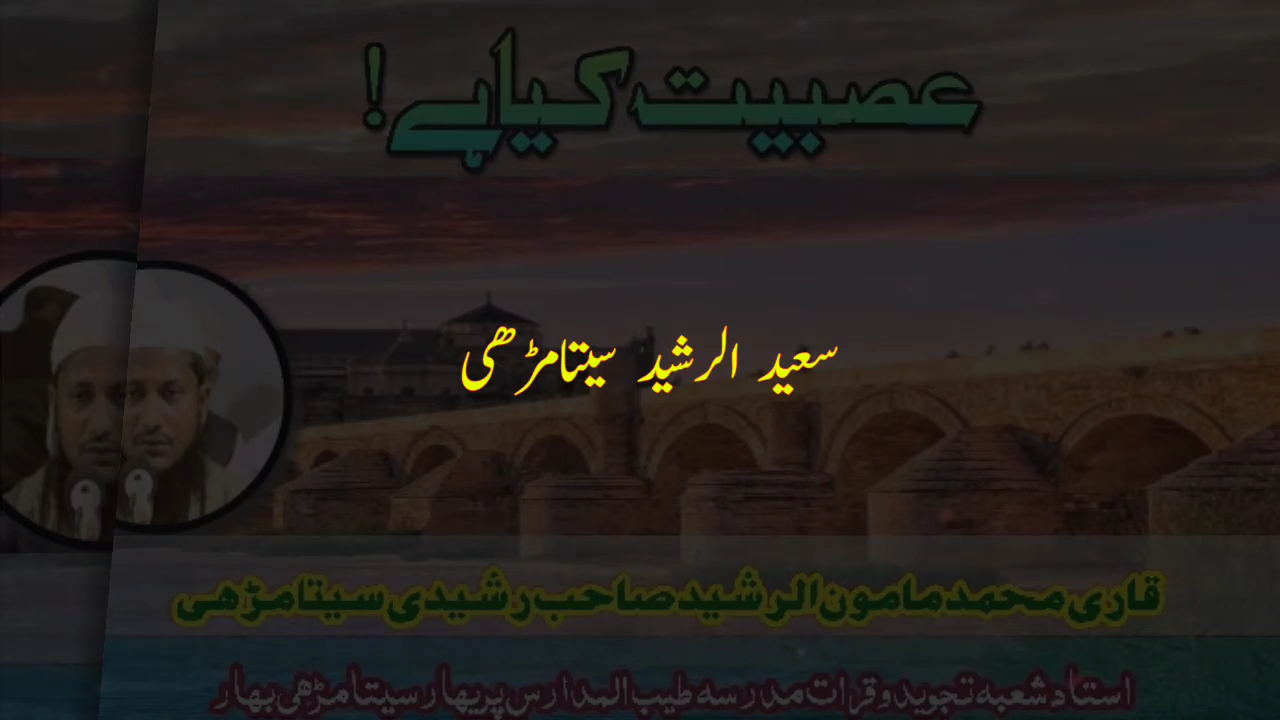 عصبیت کیا ہے!
سعید الرشید سیتامڑھی
قاری محمد مامون الرشید صاحب رشیدی سیتامڑھی
استاد شعبہ تجوید و قرات مدرسہ طیب المدارس پریہار سیتامڑھی بہار